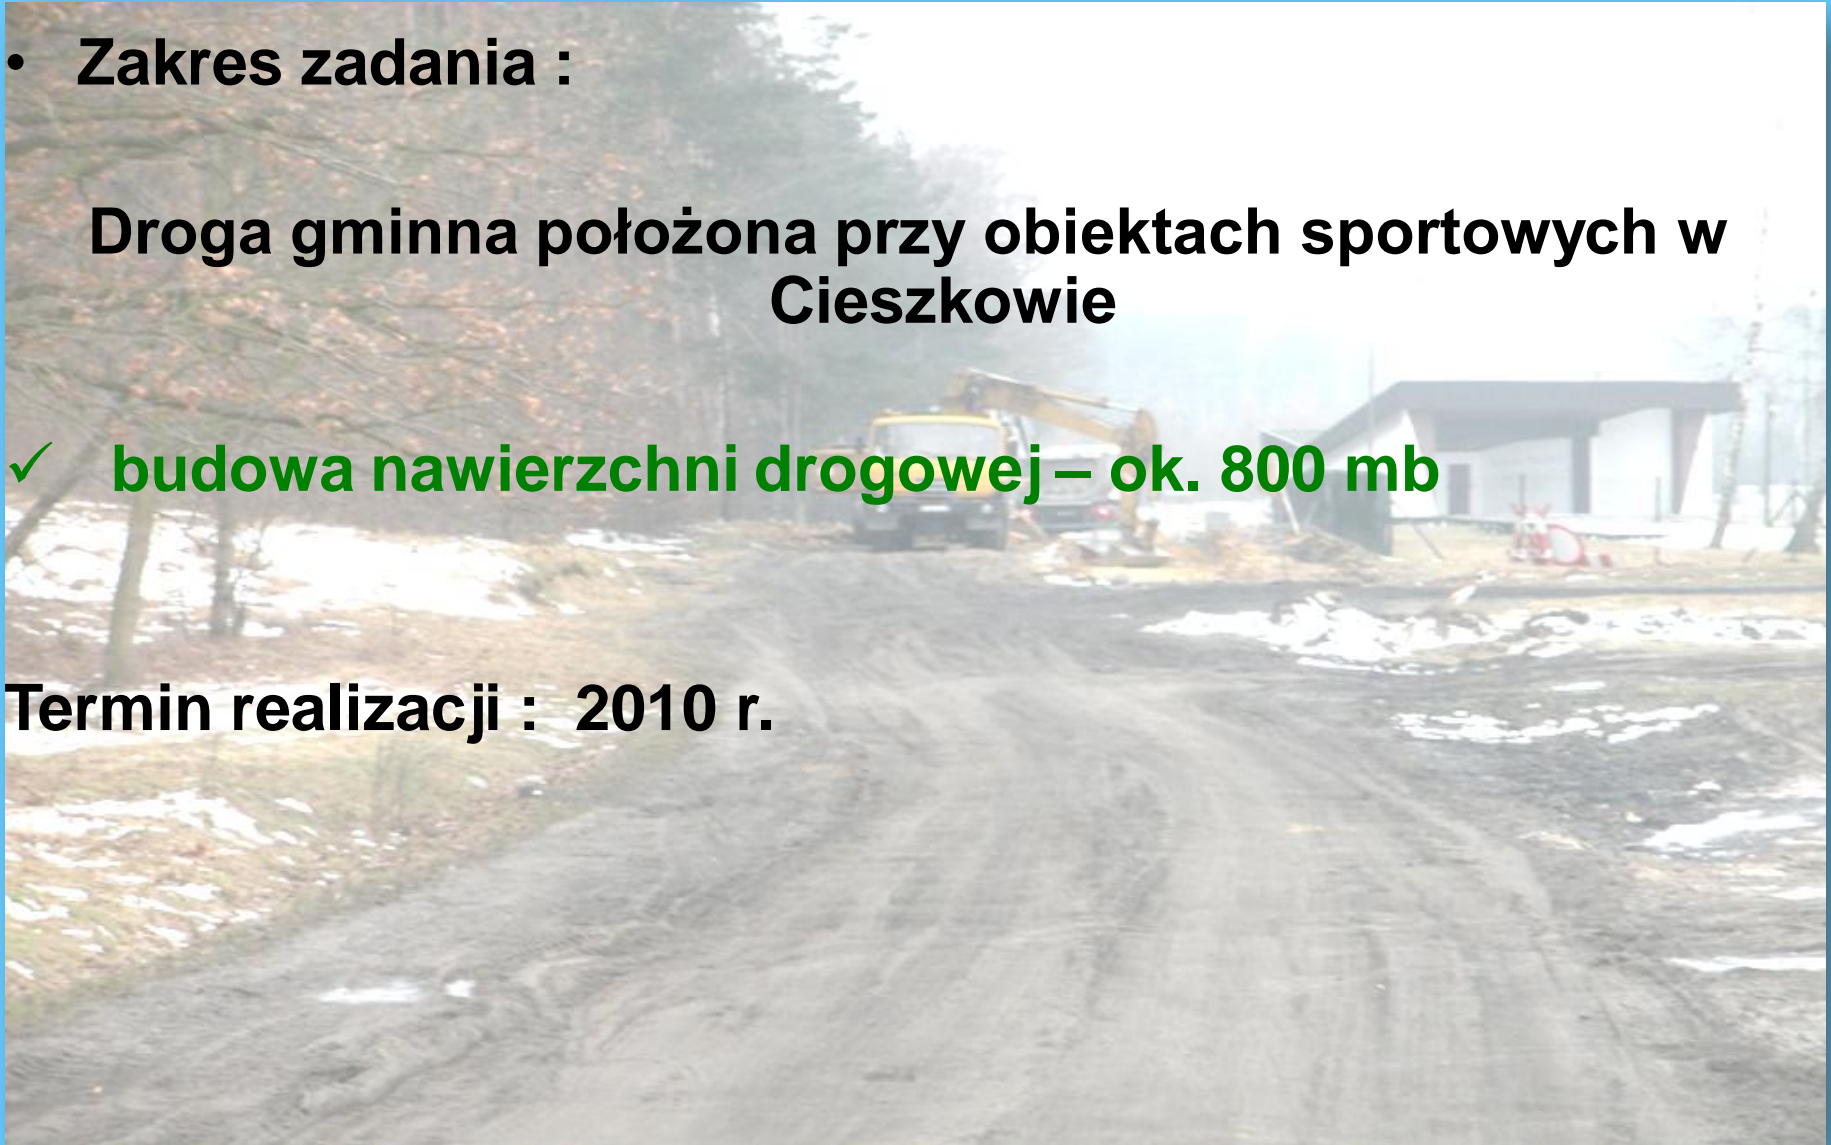 • Zakres zadania :
Droga gminna położona przy obiektach sportowych w
Cieszkowie
✓ budowa nawierzchni drogowej – ok. 800 mb
Termin realizacji : 2010 r.